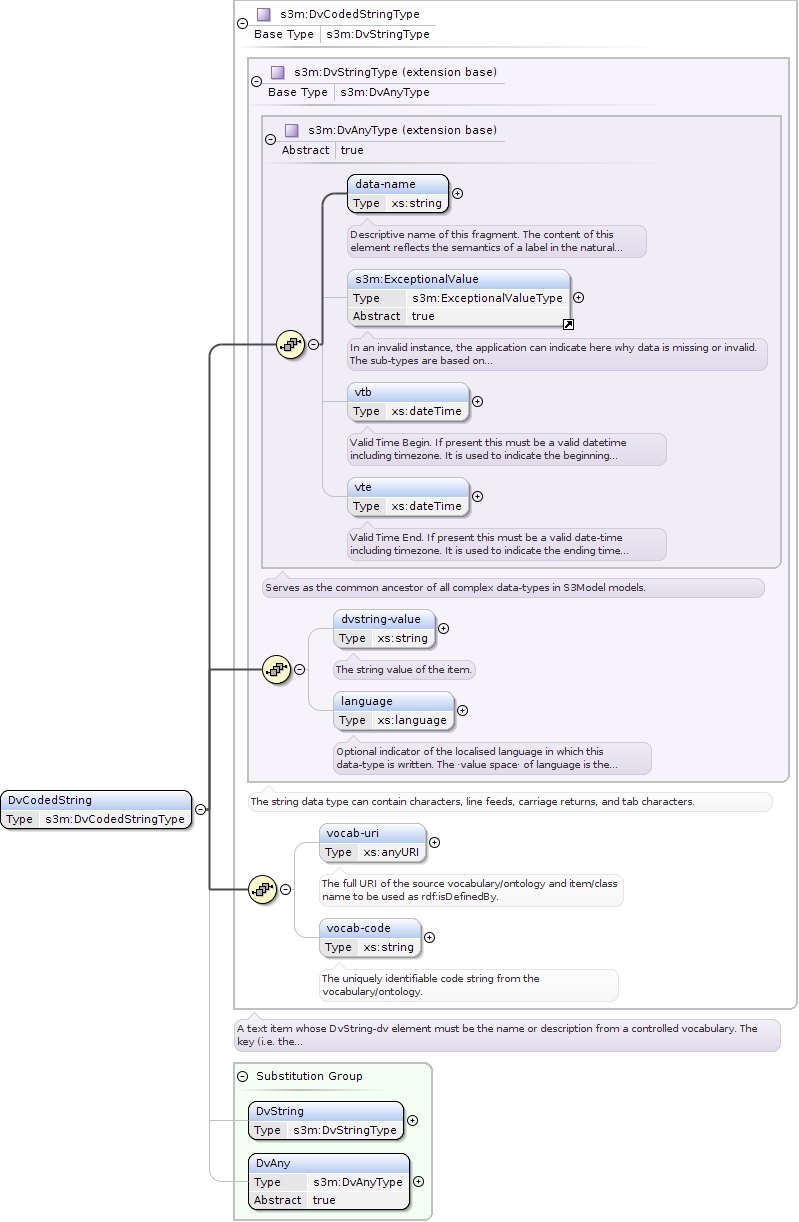 s3m:DvCodedStringType
Base Type s3m:DvStringType
s3m:DvStringType (extension base)
Base Type s3m:DvAnyType
s3m:DvAnyType (extension base)
Abstract true
data-name
Type xs:string
Descriptive name of this fragment. The content of this
element reflects the semantics of a label in the natural...
s3m:ExceptionalValue
Type s3m:ExceptionalValueType
Abstract true
In an invalid instance, the application can indicate here why data is missing or invalid.
The sub-types are based on...
vtb
Type xs:dateTime
Valid Time Begin. If present this must be a valid datetime
including timezone. It is used to indicate the beginning...
vte
Type xs:dateTime
Valid Time End. If present this must be a valid date-time
including timezone. It is used to indicate the ending time...
Serves as the common ancestor of all complex data-types in S3Model models.
dvstring-value
Type xs:string
The string value of the item.
language
Type xs:language
Optional indicator of the localised language in which this
data-type is written. The ·value space· of language is the...
DvCodedString
Type s3m:DvCodedStringType
The string data type can contain characters, line feeds, carriage returns, and tab characters.
vocab-uri
Type xs:anyURI
The full URI of the source vocabulary/ontology and item/class
name to be used as rdf:isDefinedBy.
vocab-code
Type xs:string
The uniquely identifiable code string from the
vocabulary/ontology.
A text item whose DvString-dv element must be the name or description from a controlled vocabulary. The
key (i.e. the...
Substitution Group
DvString
Type s3m:DvStringType
DvAny
Type s3m:DvAnyType
Abstract true